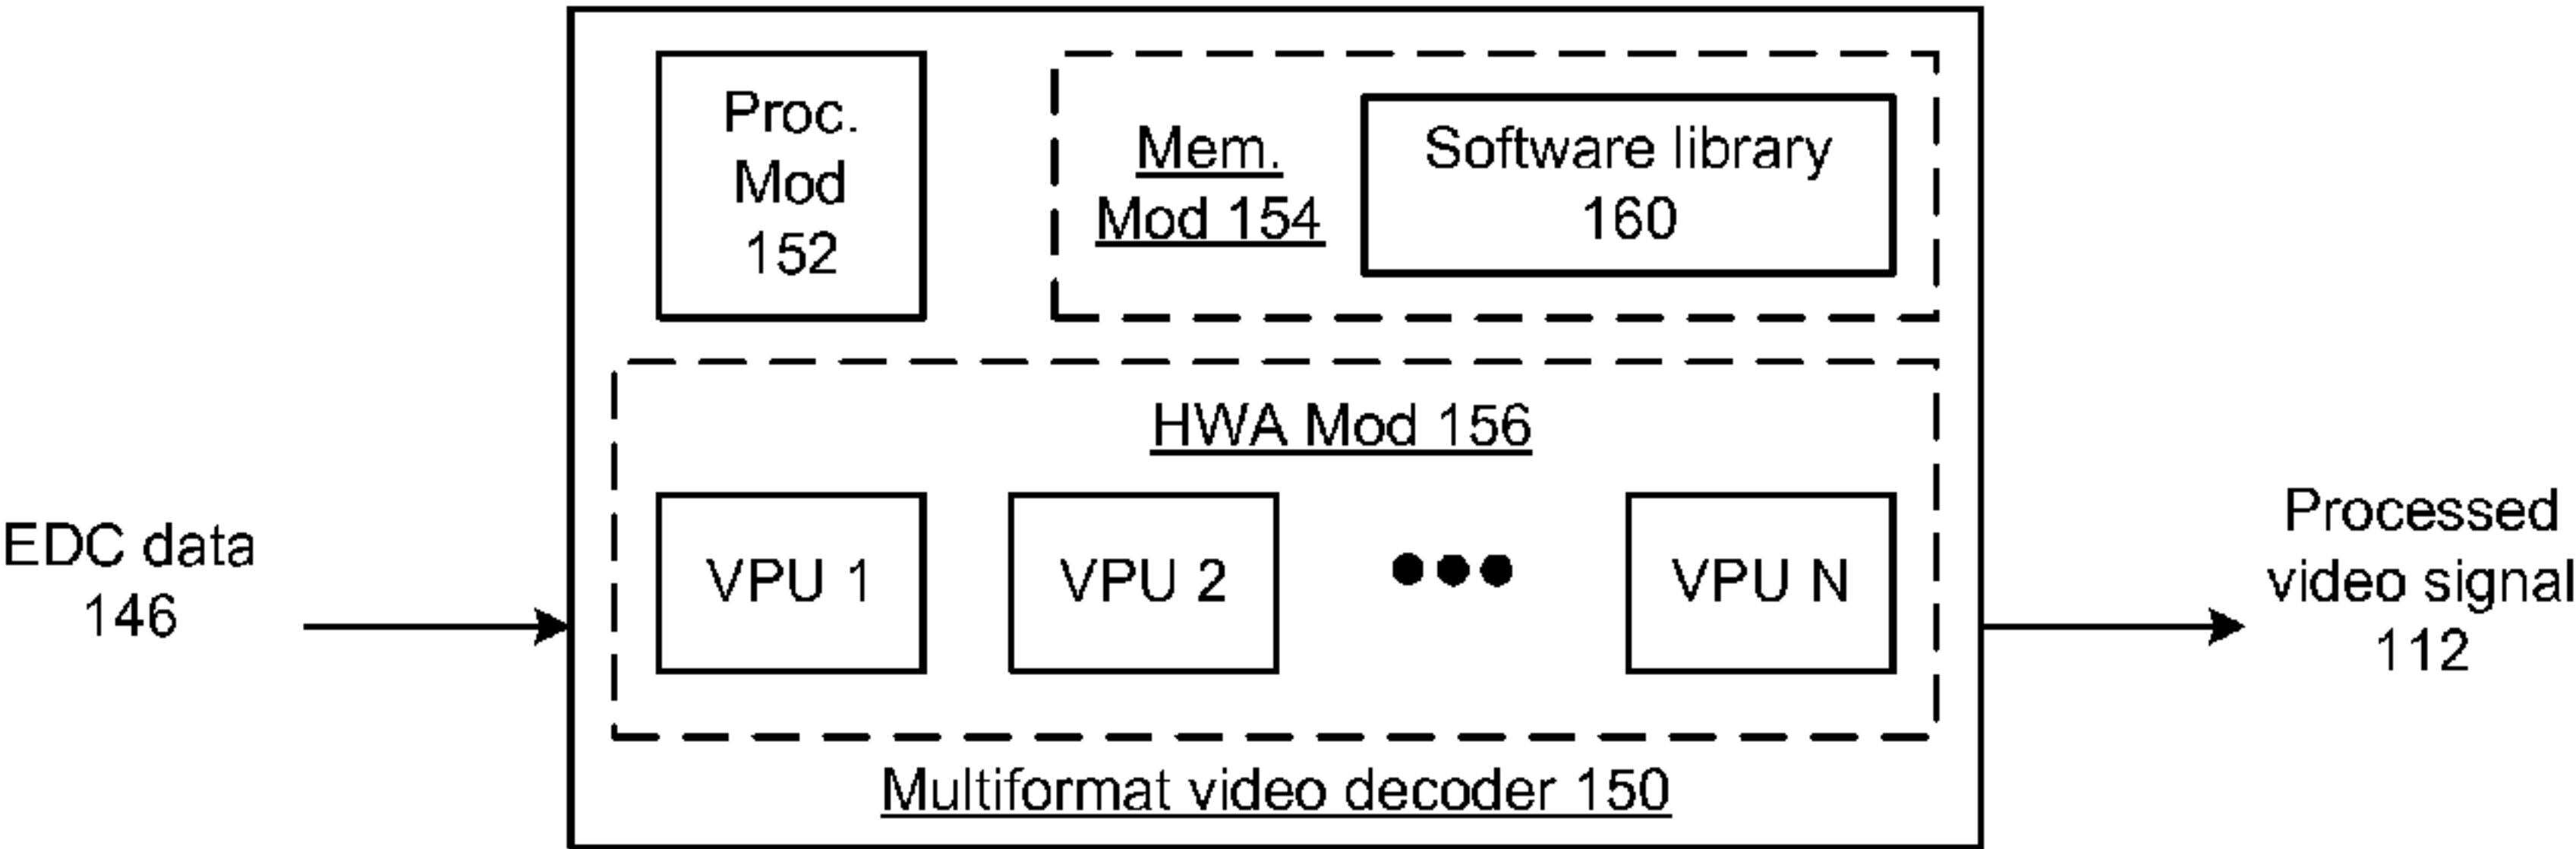 Proc.
Mod
152
Mem.
Mod 154
Software library
160
HWA Mod 156
EDC data
146
VPU 1
VPU 2
VPU N
Processed
video signal
112
Multiformat video decoder 150